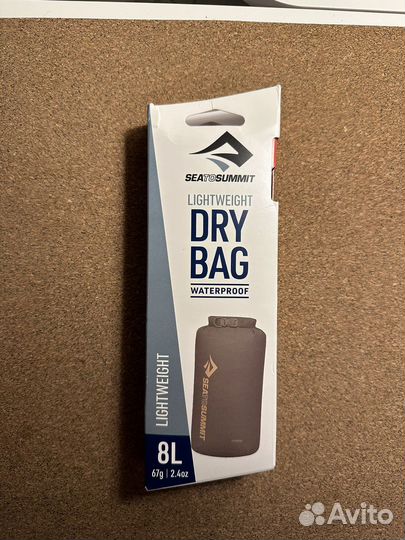 SEATOSUMMIT
LIGHTWEIGHT
DRY
BAG
WATERPROOF
LIGHTWEIGHT
SEATOSUMMIT
8L
67g | 2.4oz
Avito